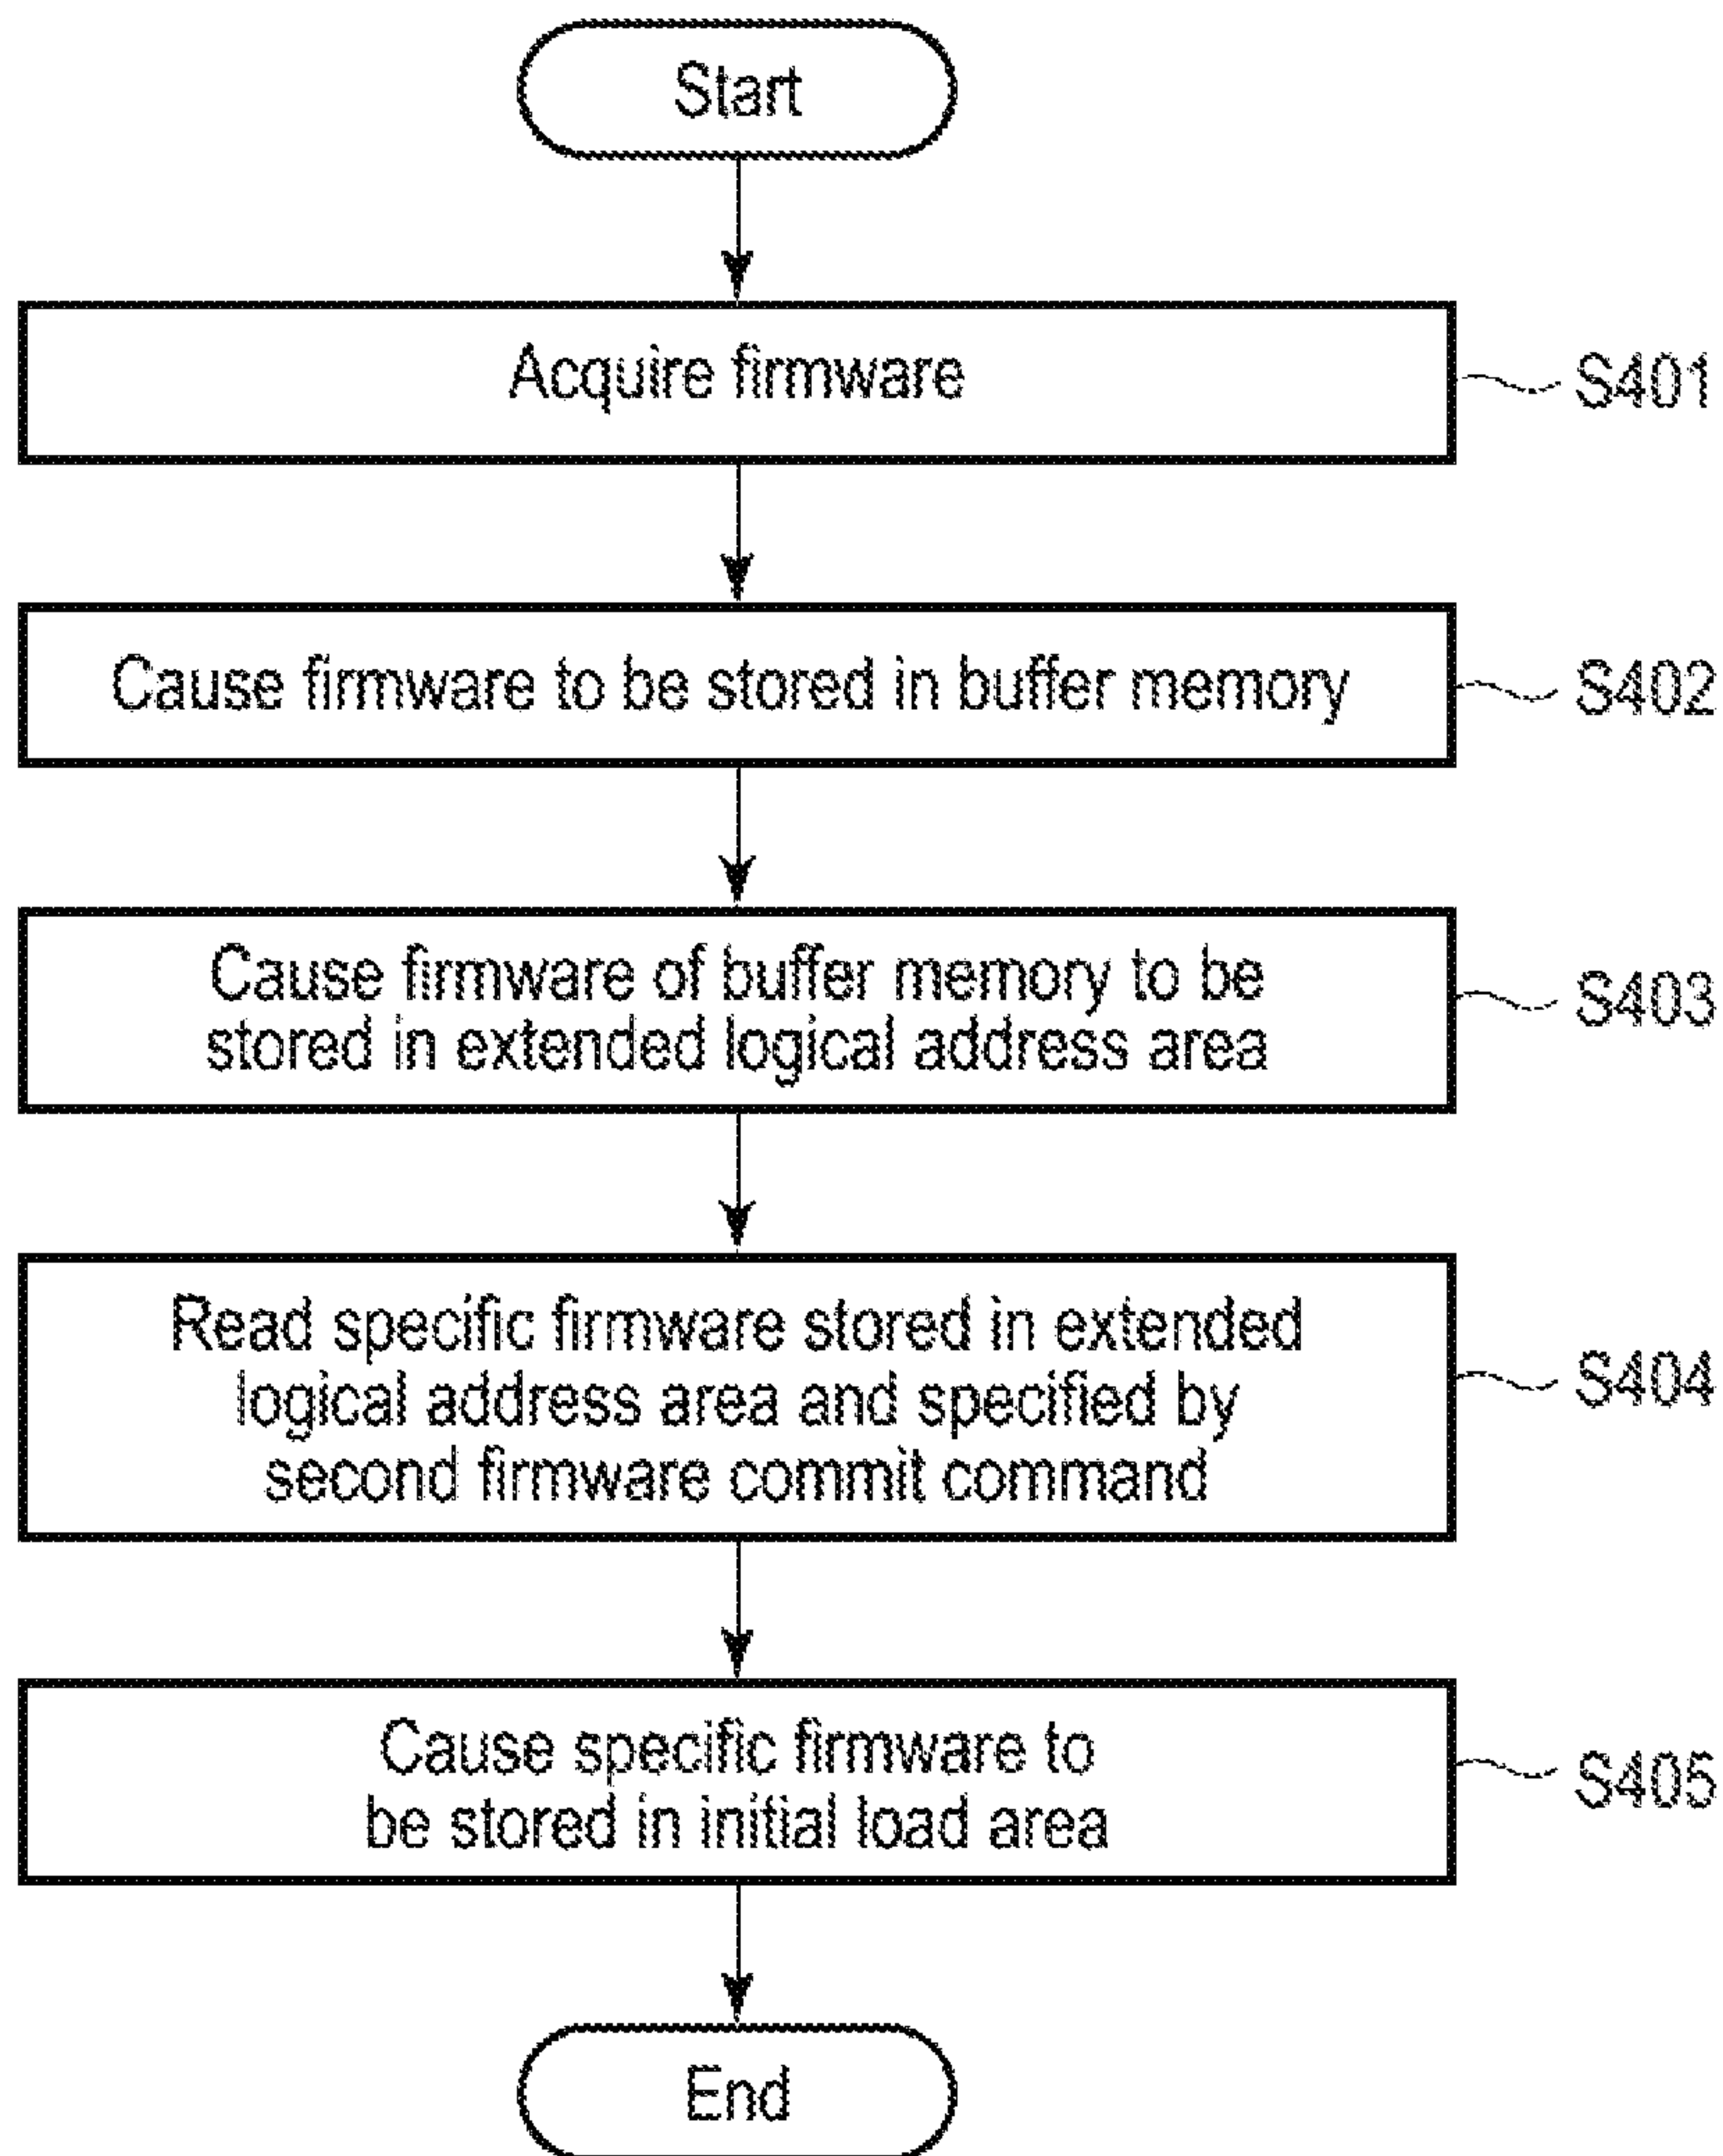 Start
Acquire firmware
S401
Cause firmware to be stored in buffer memory
S402
Cause firmware of buffer memory to be
stored in extended logical address area
S403
Read specific firmware stored in extended
logical address area and specified by
second firmware commit command
S404
Cause specific firmware to
be stored in initial load area
S405
End